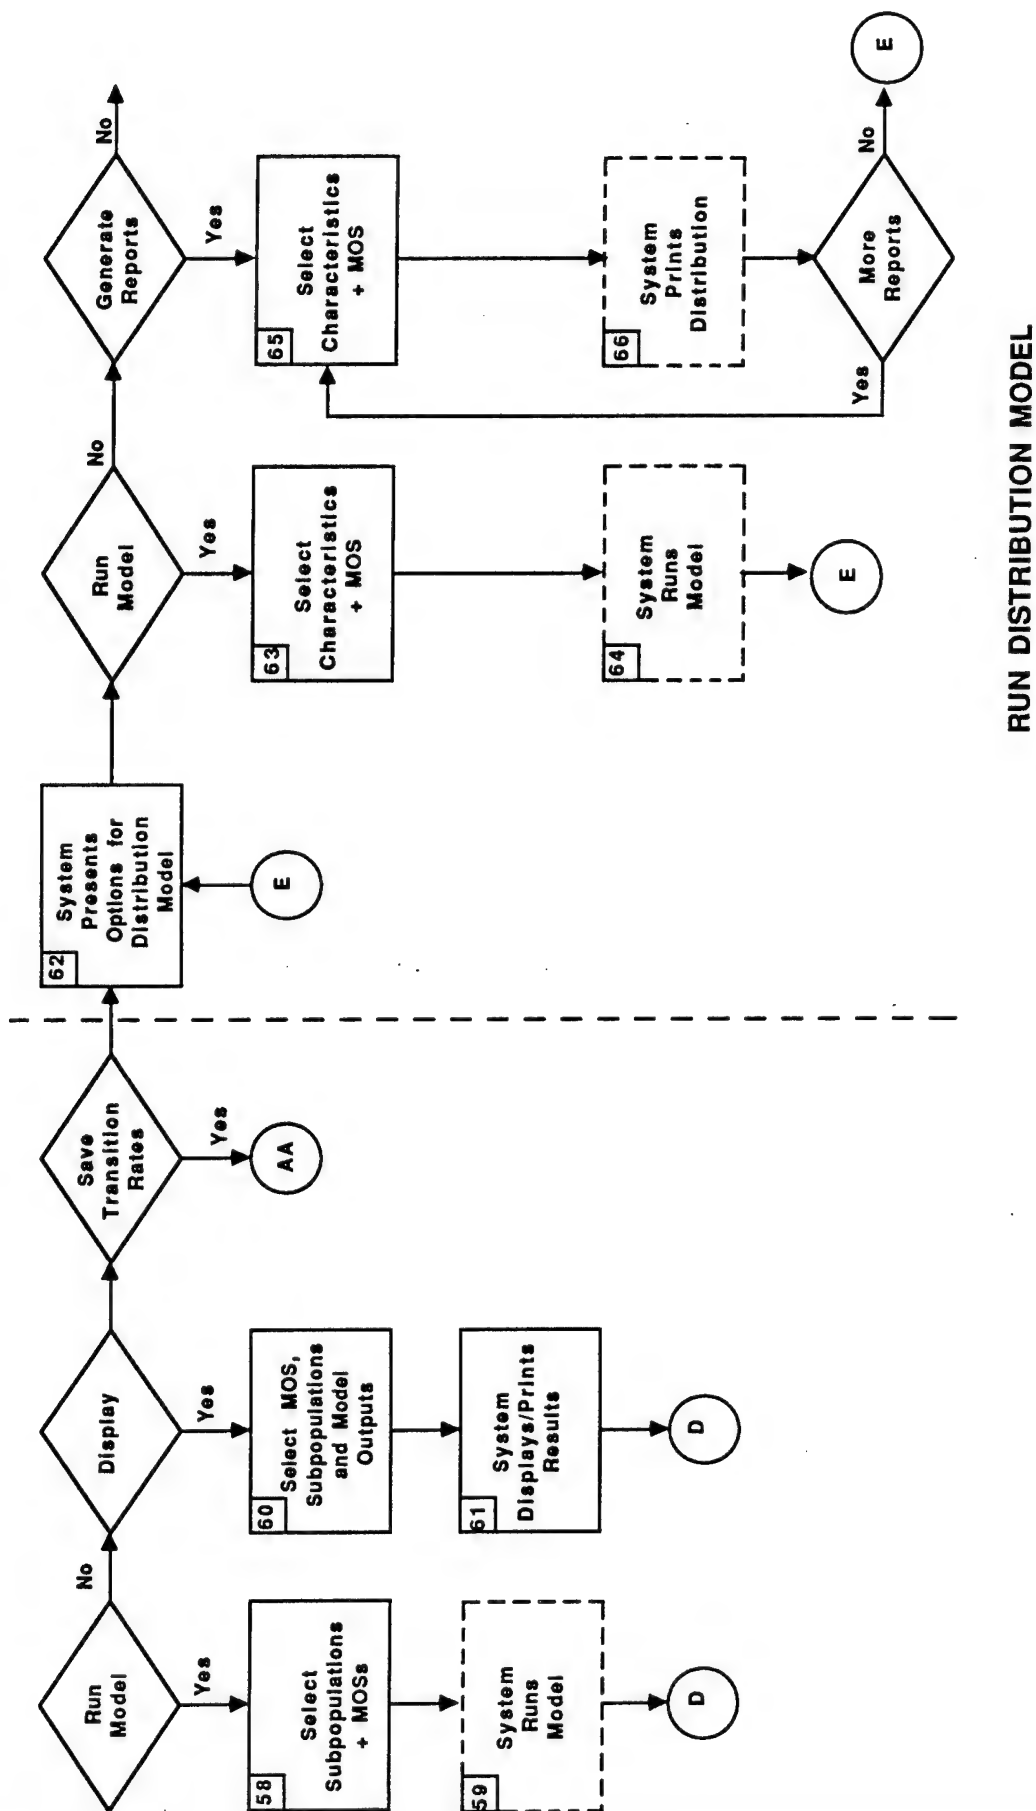 Run
Model
No
Yes
58
Select
Subpopulations
+ MOSs
59
System
Runs
Model
D
Display
Yes
60
Select MOS,
Subpopulations
and Model
Outputs
61
System
Displays/Prints
Results
D
Save
Transition
Rates
Yes
AA
62
System
Presents
Options for
Distribution
Model
E
Run
Model
No
Yes
63
Select
Characteristics
+ MOS
64
System
Runs
Model
E
Generate
Reports
No
Yes
65
Select
Characteristics
+ MOS
66
System
Prints
Distribution
More
Reports
Yes
No
E
RUN DISTRIBUTION MODEL